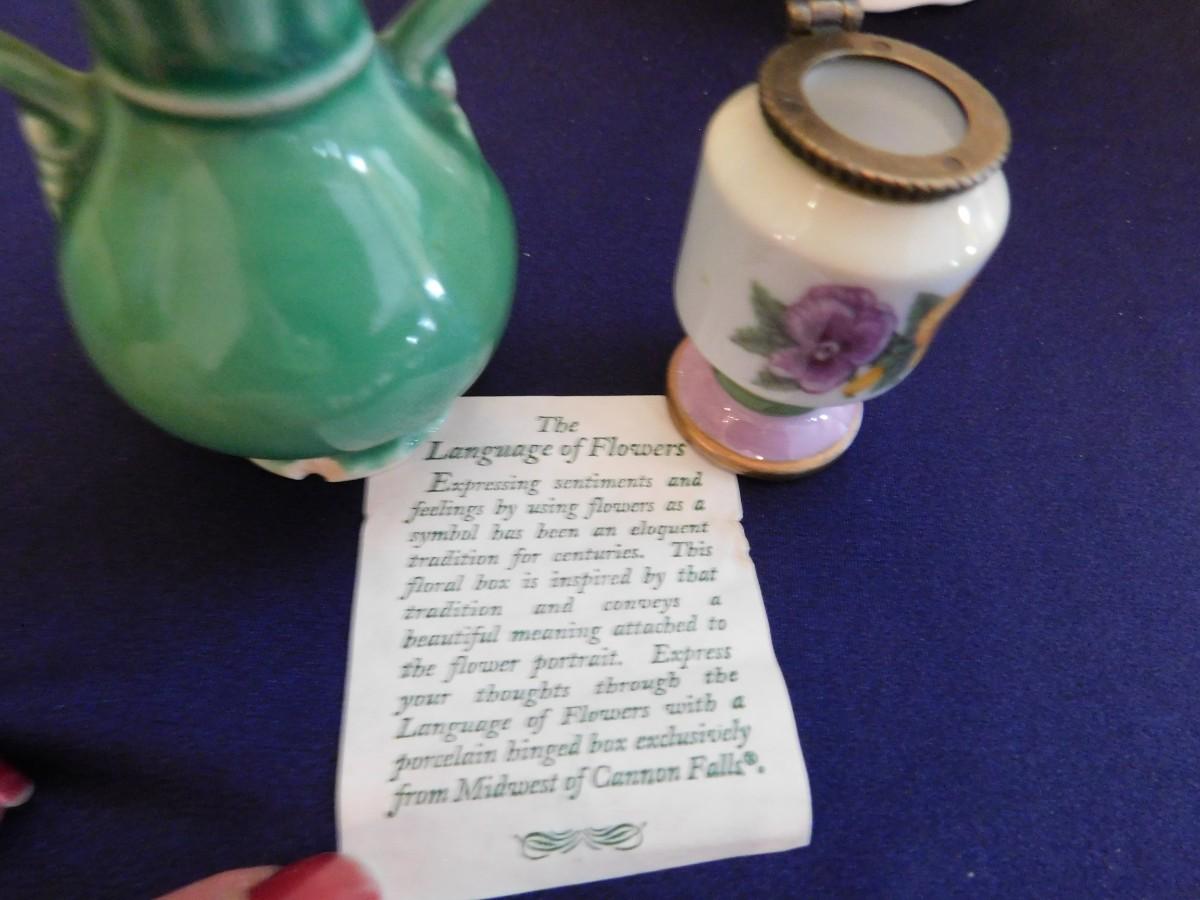 The
Language of Flowers
Expressing sentiments and
feelings by using flowers as a
symbol has been an eloquent
tradition for centuries. This
floral box is inspired by that
tradition and conveys a
beautiful meaning attached to
the flower portrait. Express
your thoughts through the
Language of Flowers with a
porcelain hinged box exclusively
from Midwest of Cannon Falls®.